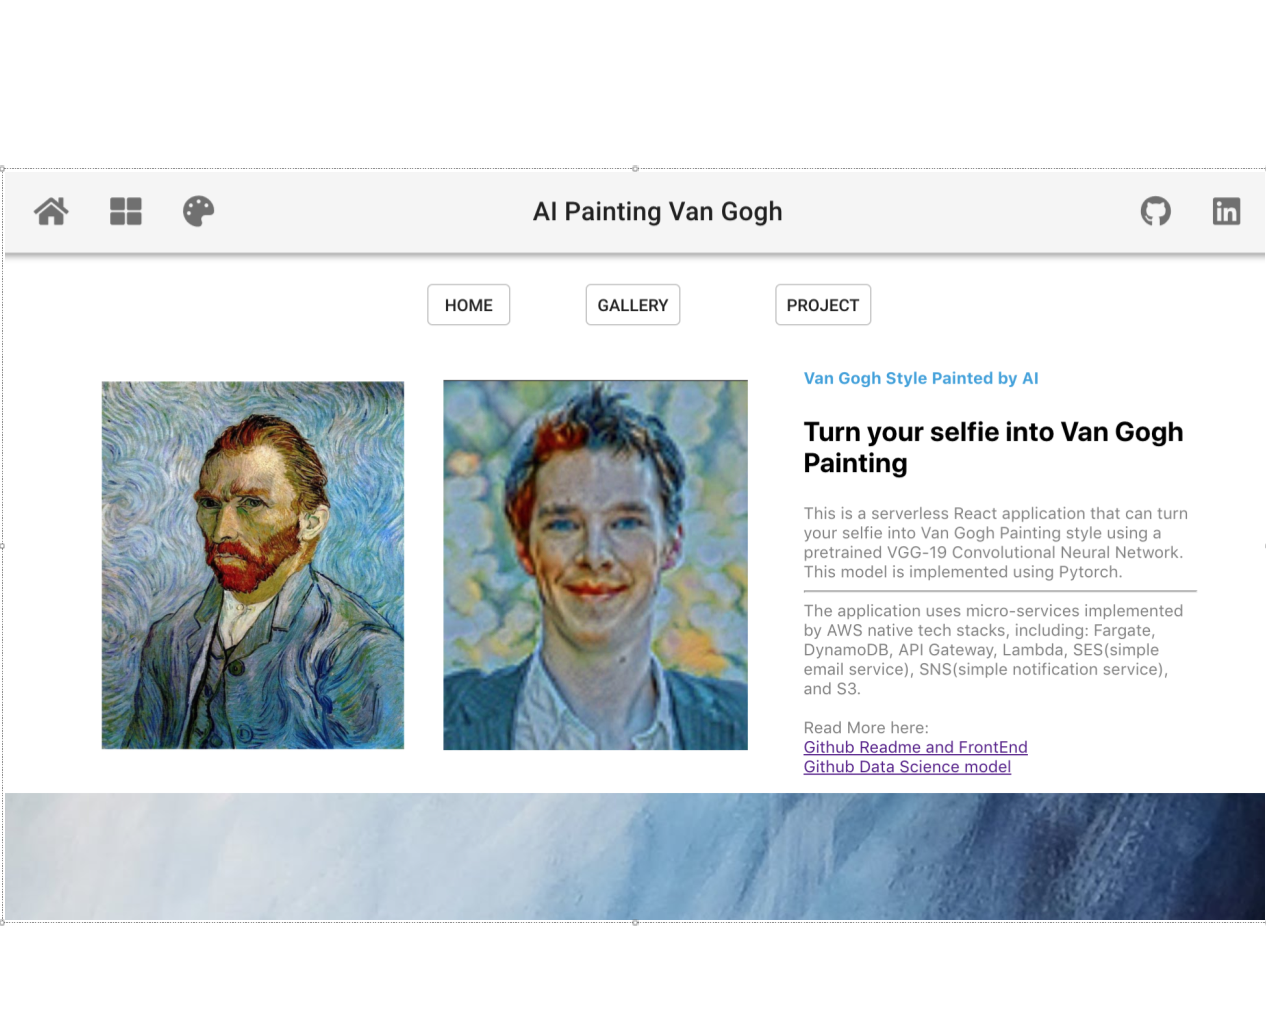 AI Painting Van Gogh
in
HOME
GALLERY
PROJECT
Van Gogh Style Painted by AI
Turn your selfie into Van Gogh
Painting
This is a serverless React application that can turn
your selfie into Van Gogh Painting style using a
pretrained VGG-19 Convolutional Neural Network.
This model is implemented using Pytorch.
The application uses micro-services implemented
by AWS native tech stacks, including: Fargate,
DynamoDB, API Gateway, Lambda, SES(simple
email service), SNS(simple notification service),
and S3.
Read More here:
Github Readme and FrontEnd
Github Data Science model